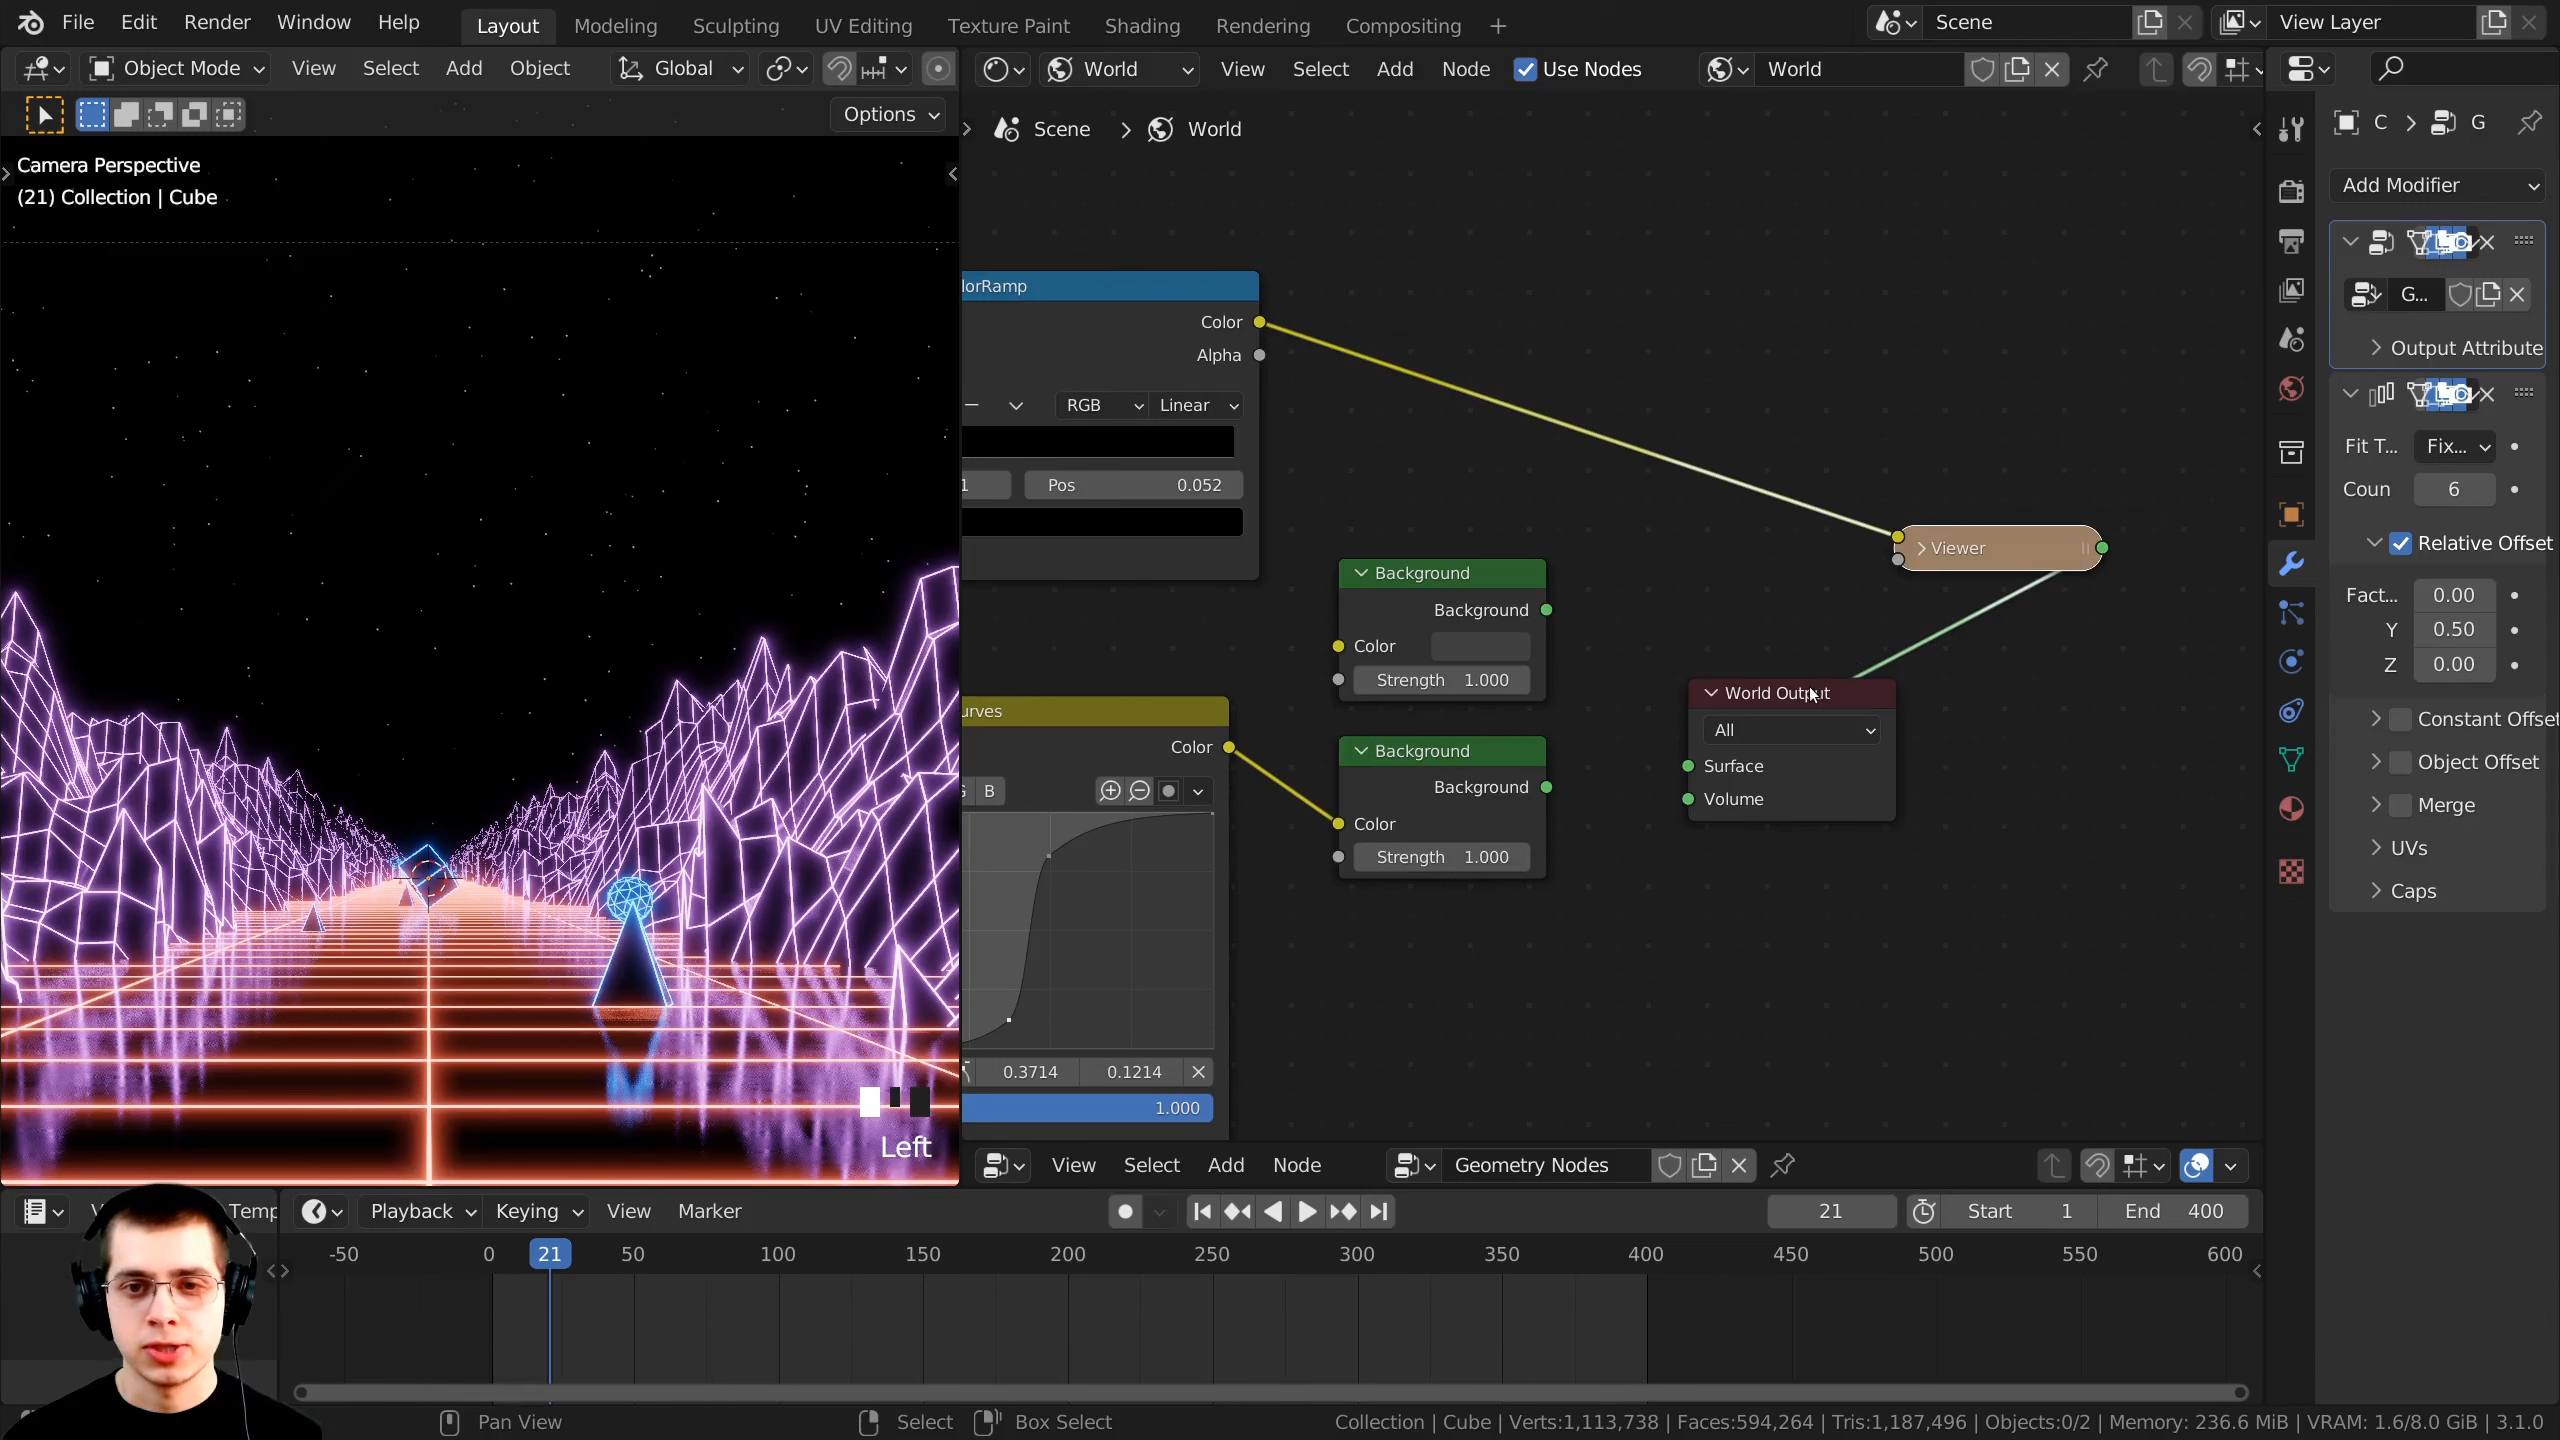 File Edit Render Window Help Layout Modeling Sculpting UV Editing Texture Paint Shading Rendering Compositing + Scene View Layer
Object Mode View Select Add Object Global
World View Select Add Node Use Nodes World
Options
Camera Perspective
(21) Collection | Cube
Scene > World
C > G
Add Modifier
G...
Output Attribute
Fit T... Fix...
Coun 6
Relative Offset
Fact... 0.00
Y 0.50
Z 0.00
Constant Offset
Object Offset
Merge
UVs
Caps
lorRamp
Color
Alpha
RGB Linear
1 Pos 0.052
Viewer
Background
Background
Color
Strength 1.000
World Output
All
Surface
Volume
urves
Color
B
0.3714 0.1214
1.000
Background
Background
Color
Strength 1.000
Left
View Select Add Node Geometry Nodes
Temp
Playback Keying View Marker 21 Start 1 End 400
-50 0 21 50 100 150 200 250 300 350 400 450 500 550 600
Pan View Select Box Select Collection | Cube | Verts:1,113,738 | Faces:594,264 | Tris:1,187,496 | Objects:0/2 | Memory: 236.6 MiB | VRAM: 1.6/8.0 GiB | 3.1.0